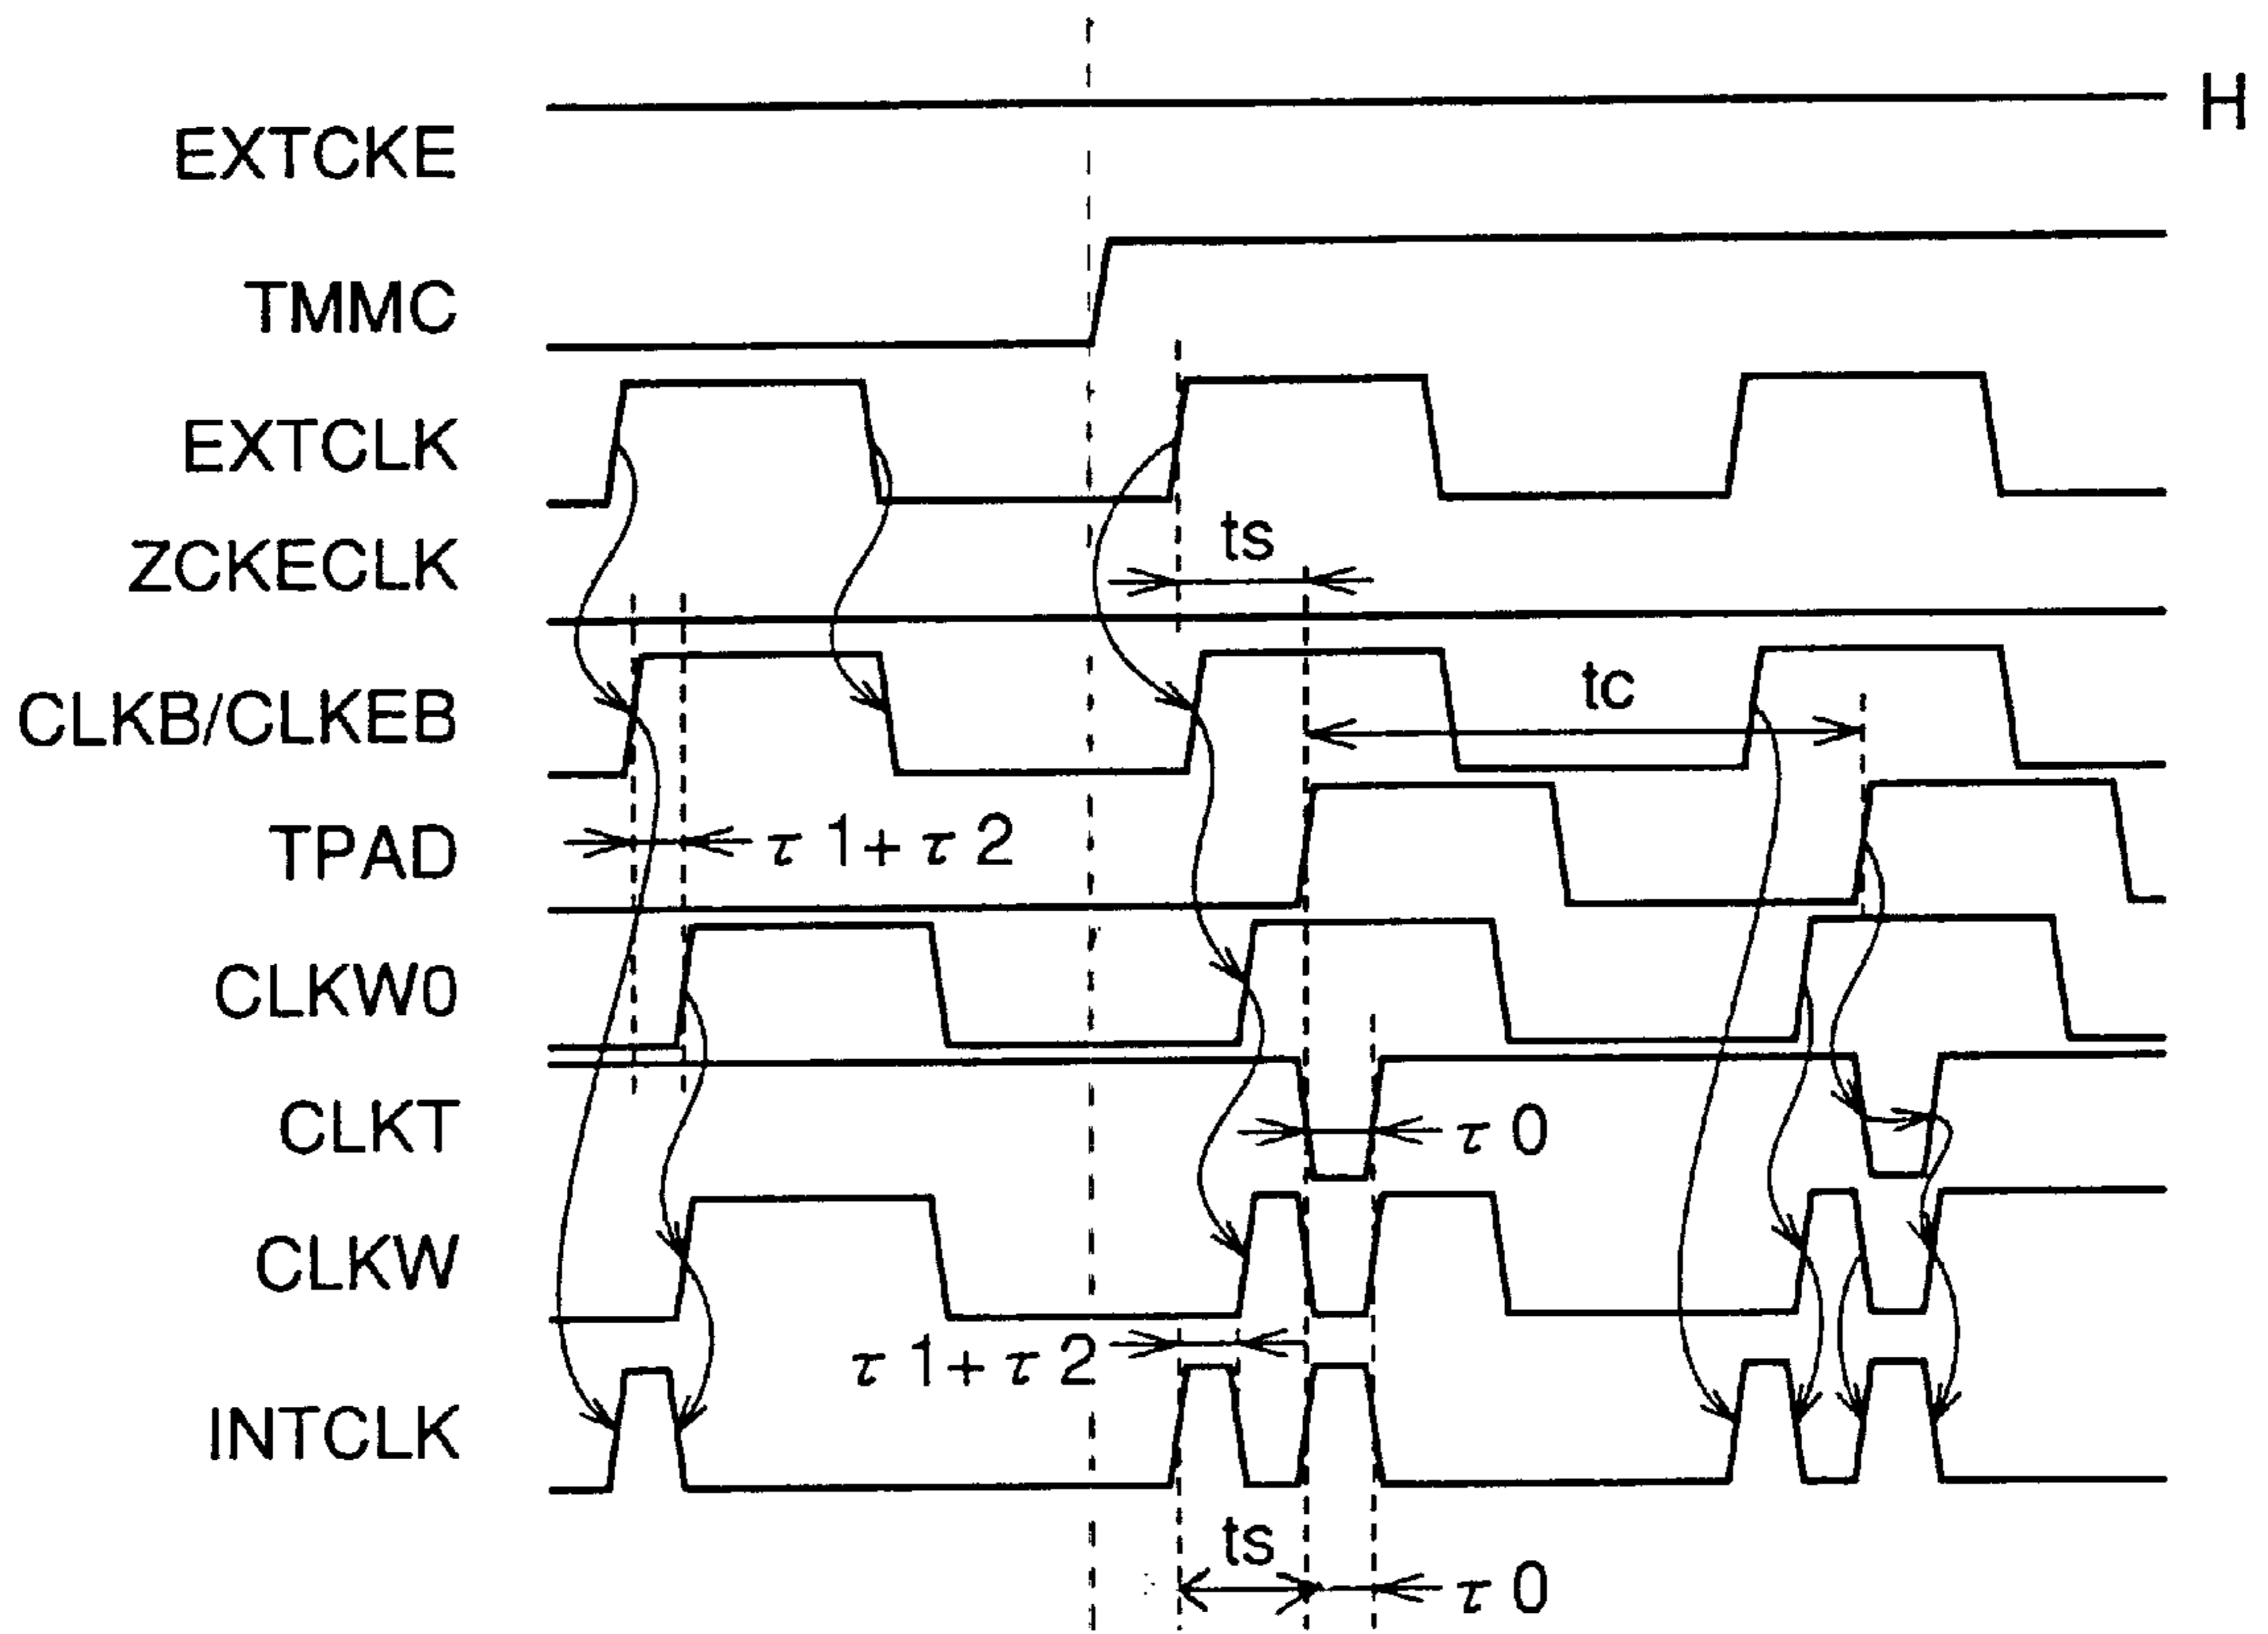 H
EXTCKE
TMMC
EXTCLK
ts
ZCKECLK
tc
CLKB/CLKEB
τ 1+ τ 2
TPAD
CLKW0
CLKT
τ 0
CLKW
τ 1+ τ 2
INTCLK
ts
τ 0